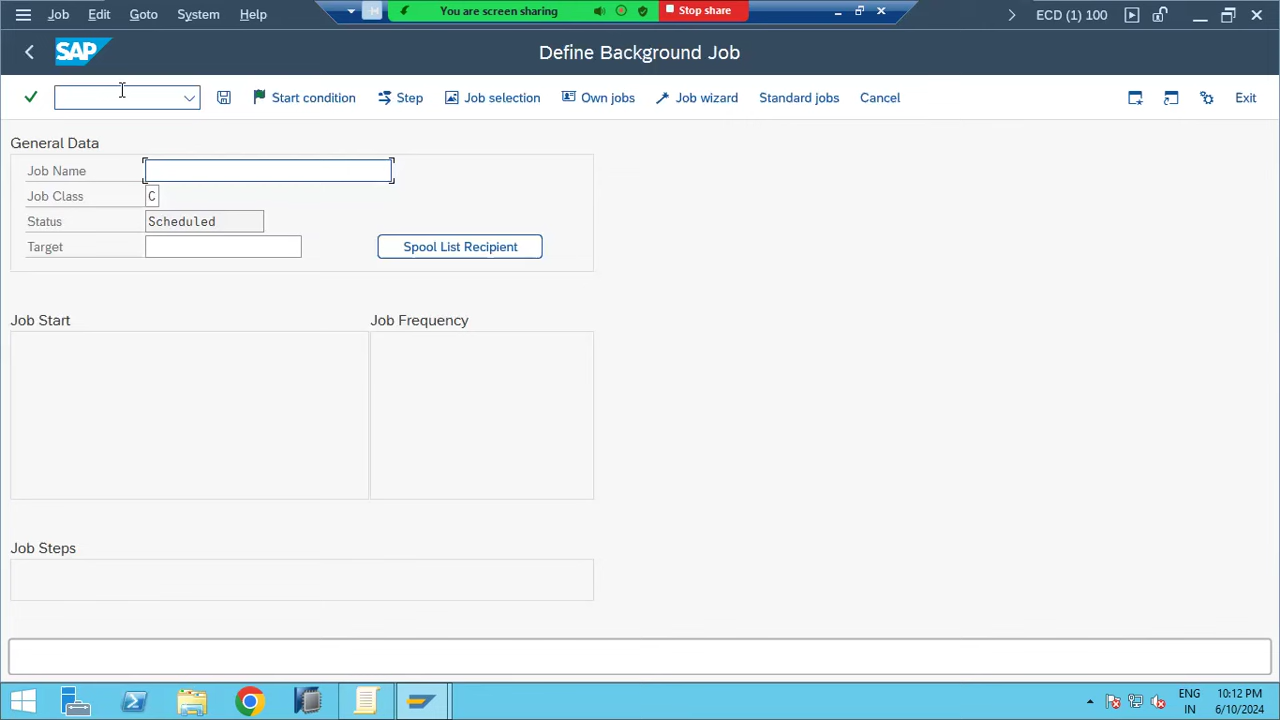 Job Edit Goto System Help You are screen sharing Stop share ECD (1) 100
SAP Define Background Job
Start condition Step Job selection Own jobs Job wizard Standard jobs Cancel Exit
General Data
Job Name
Job Class C
Status Scheduled
Target Spool List Recipient
Job Start Job Frequency
Job Steps
ENG 10:12 PM
IN 6/10/2024